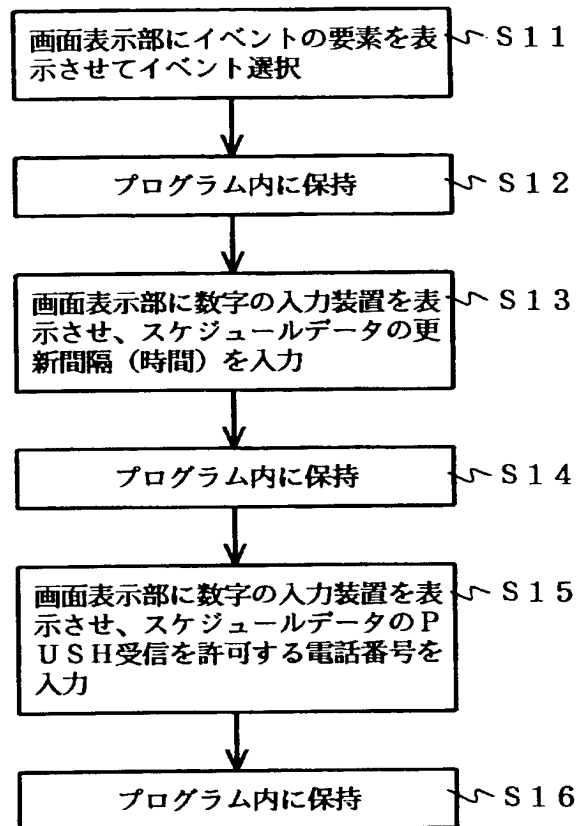 画面表示部にイベントの要素を表
示させてイベント選択
S11
プログラム内に保持
S12
画面表示部に数字の入力装置を表
示させ、スケジュールデータの更
新間隔（時間）を入力
S13
プログラム内に保持
S14
画面表示部に数字の入力装置を表
示させ、スケジュールデータのP
USH受信を許可する電話番号を
入力
S15
プログラム内に保持
S16